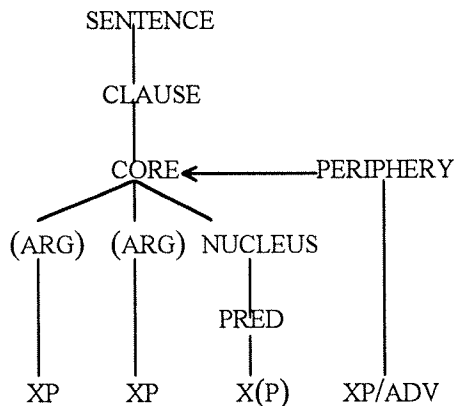 SENTENCE
CLAUSE
CORE PERIPHERY
(ARG) (ARG) NUCLEUS
PRED
XP XP X(P) XP/ADV